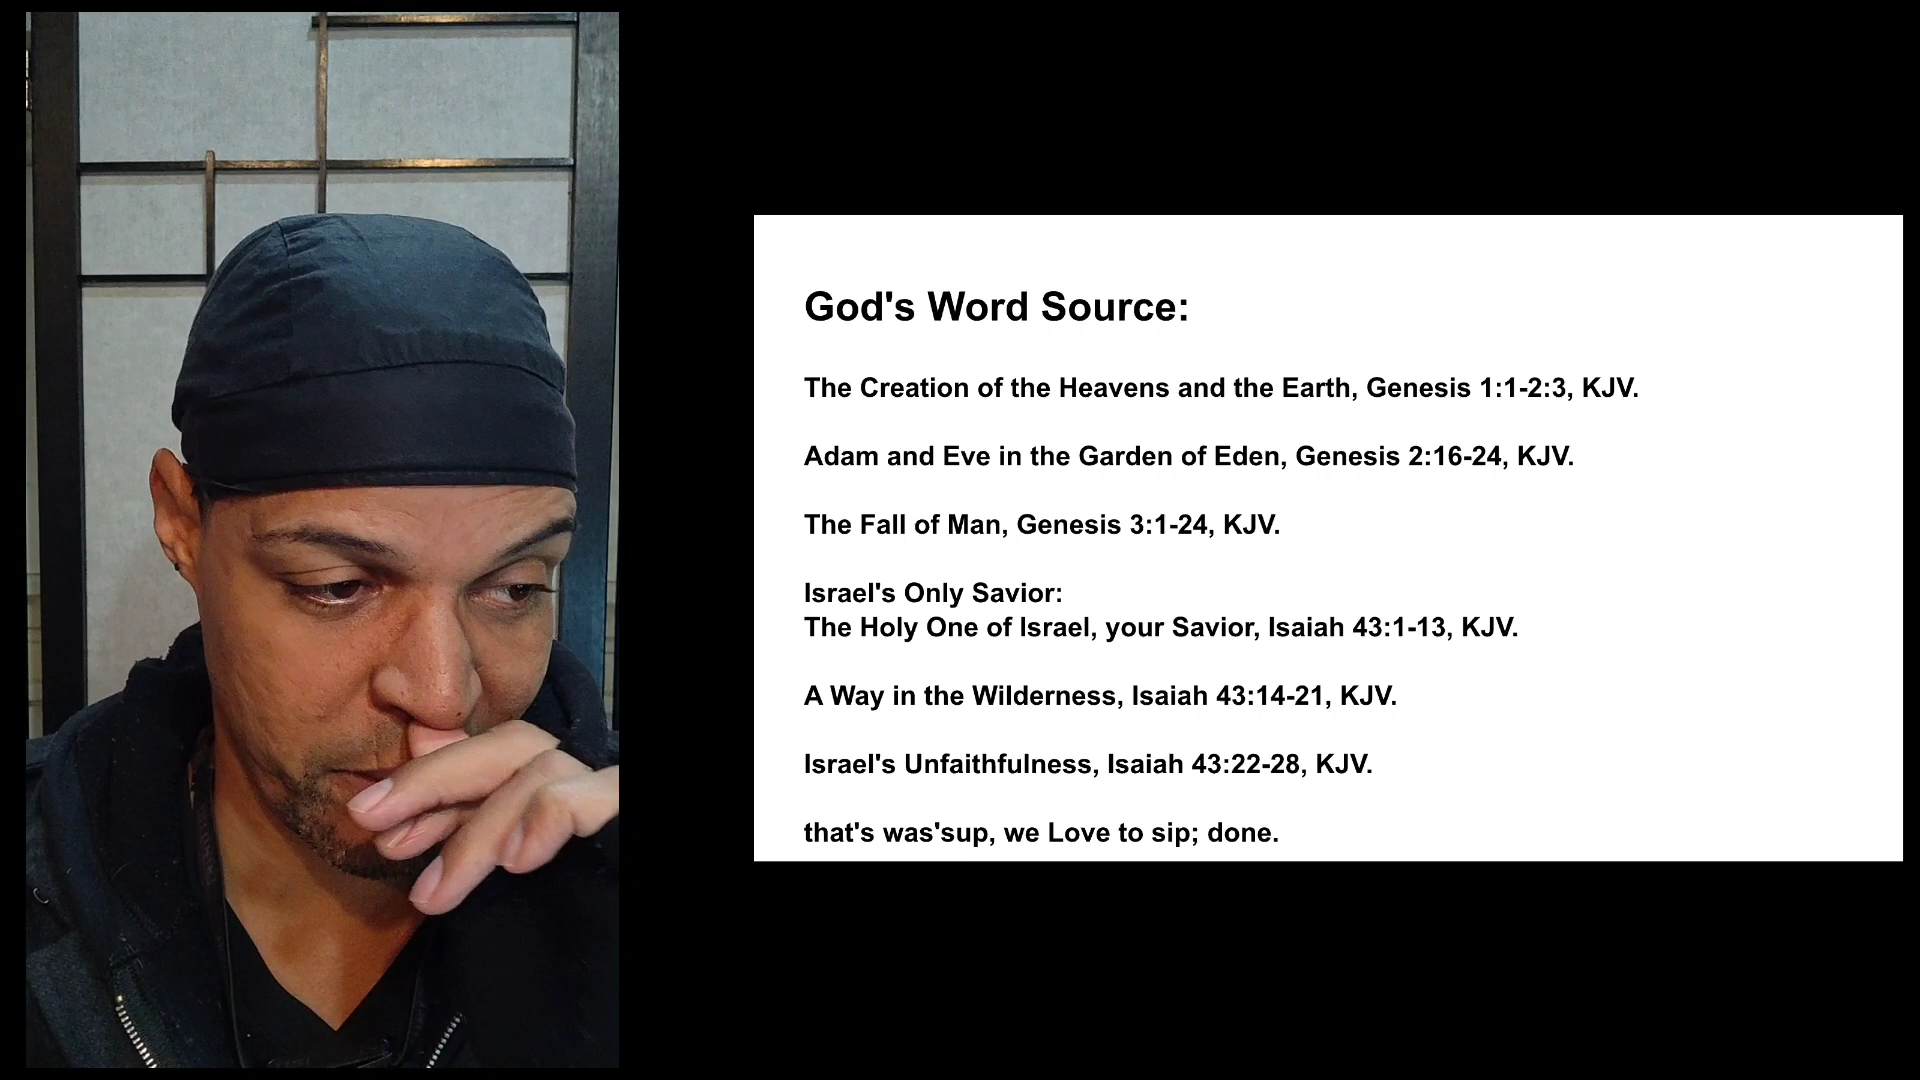 God's Word Source:
The Creation of the Heavens and the Earth, Genesis 1:1-2:3, KJV.
Adam and Eve in the Garden of Eden, Genesis 2:16-24, KJV.
The Fall of Man, Genesis 3:1-24, KJV.
Israel's Only Savior:
The Holy One of Israel, your Savior, Isaiah 43:1-13, KJV.
A Way in the Wilderness, Isaiah 43:14-21, KJV.
Israel's Unfaithfulness, Isaiah 43:22-28, KJV.
that's was'sup, we Love to sip; done.